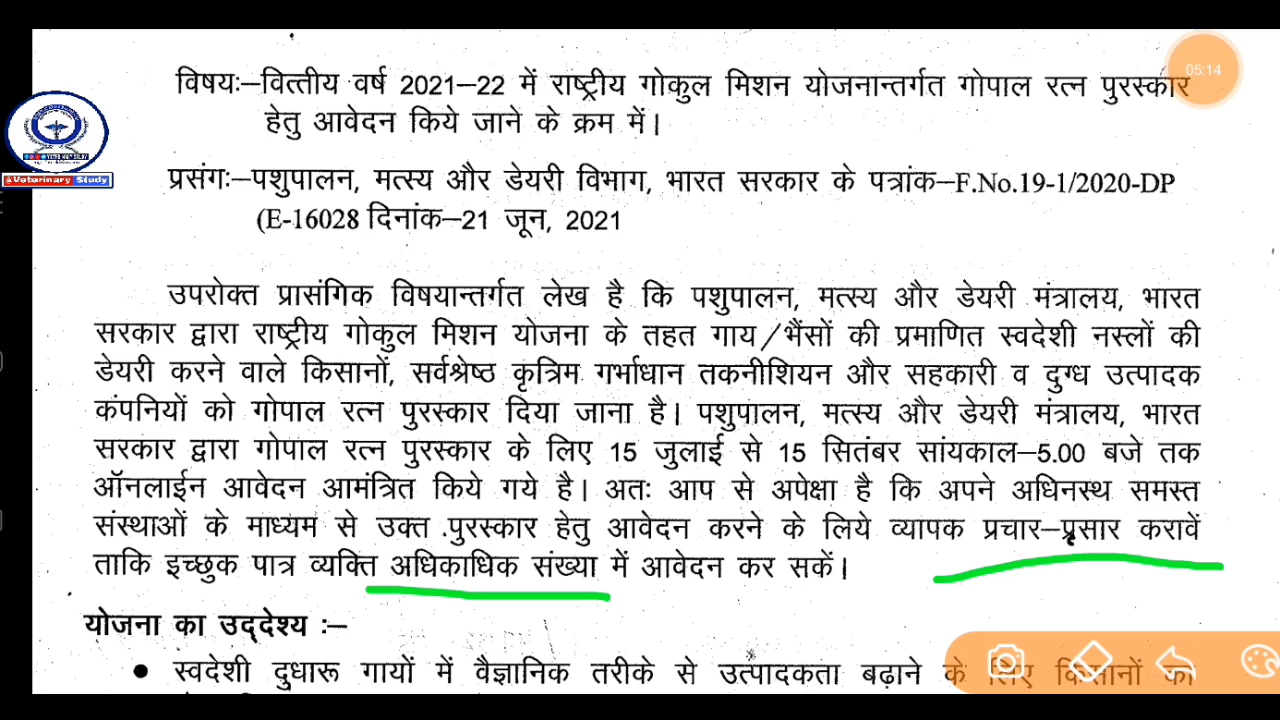 05:14
विषयः–वित्तीय वर्ष 2021–22 में राष्ट्रीय गोकुल मिशन योजनान्तर्गत गोपाल रत्न पुरस्कार
हेतु आवेदन किये जाने के क्रम में।
Veterinary Study
प्रसंगः–पशुपालन, मत्स्य और डेयरी विभाग, भारत सरकार के पत्रांक–F.No.19-1/2020-DP
(E-16028 दिनांक–21 जून, 2021
उपरोक्त प्रासंगिक विषयान्तर्गत लेख है कि पशुपालन, मत्स्य और डेयरी मंत्रालय, भारत
सरकार द्वारा राष्ट्रीय गोकुल मिशन योजना के तहत गाय/भैंसों की प्रमाणित स्वदेशी नस्लों की
डेयरी करने वाले किसानों, सर्वश्रेष्ठ कृत्रिम गर्भाधान तकनीशियन और सहकारी व दुग्ध उत्पादक
कंपनियों को गोपाल रत्न पुरस्कार दिया जाना है। पशुपालन, मत्स्य और डेयरी मंत्रालय, भारत
सरकार द्वारा गोपाल रत्न पुरस्कार के लिए 15 जुलाई से 15 सितंबर सांयकाल–5.00 बजे तक
ऑनलाईन आवेदन आमंत्रित किये गये है। अतः आप से अपेक्षा है कि अपने अधिनस्थ समस्त
संस्थाओं के माध्यम से उक्त पुरस्कार हेतु आवेदन करने के लिये व्यापक प्रचार–प्रसार करावें
ताकि इच्छुक पात्र व्यक्ति अधिकाधिक संख्या में आवेदन कर सकें।
योजना का उद्देश्य :–
● स्वदेशी दुधारू गायों में वैज्ञानिक तरीके से उत्पादकता बढ़ाने के लिए किसानों को